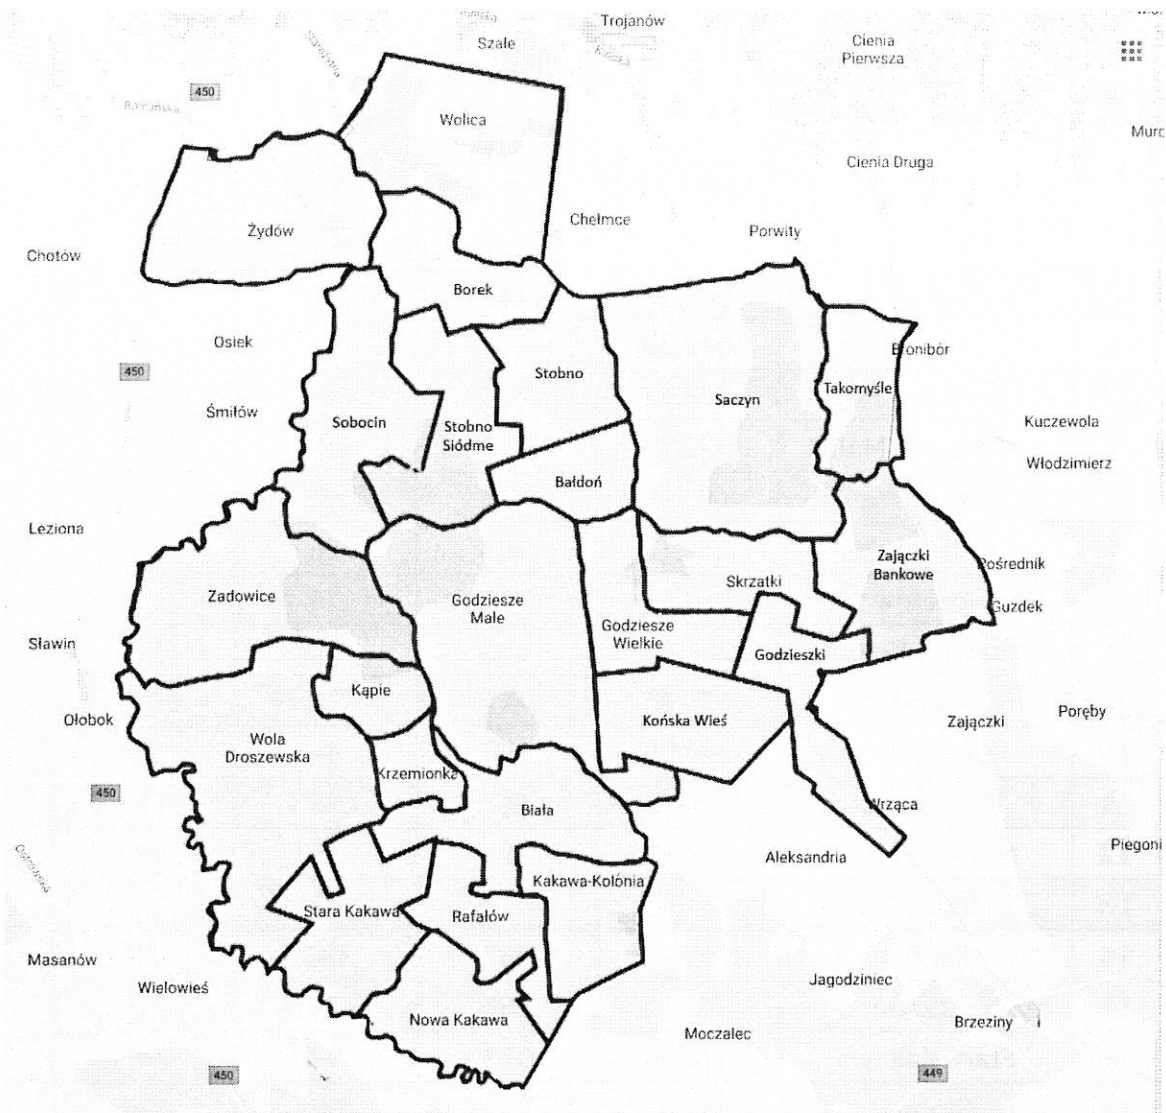 Trojanów
Szałe
Cienia
Pierwsza
450
Wolica
Cienia Druga
Chełmce
Żydów
Porwity
Chotów
Borek
Osiek
Bronibór
450
Stobno
Takomyśle
Saczyn
Śmiłów
Sobocin
Stobno
Siódme
Kuczewola
Włodzimierz
Bałdoń
Leziona
Zajączki
Bankowe
Pośrednik
Skrzatki
Zadowice
Godziesze
Małe
Guzdek
Godziesze
Wielkie
Sławin
Godzieszki
Kąpie
Ołobok
Końska Wieś
Zajączki
Poręby
Wola
Droszewska
Krzemionka
450
Biała
Wrząca
Piegoni
Aleksandria
Kakawa-Kolónia
Stara Kakawa
Rafałów
Masanów
Wielowieś
Jagodziniec
Nowa Kakawa
Brzeziny
Moczalec
450
449